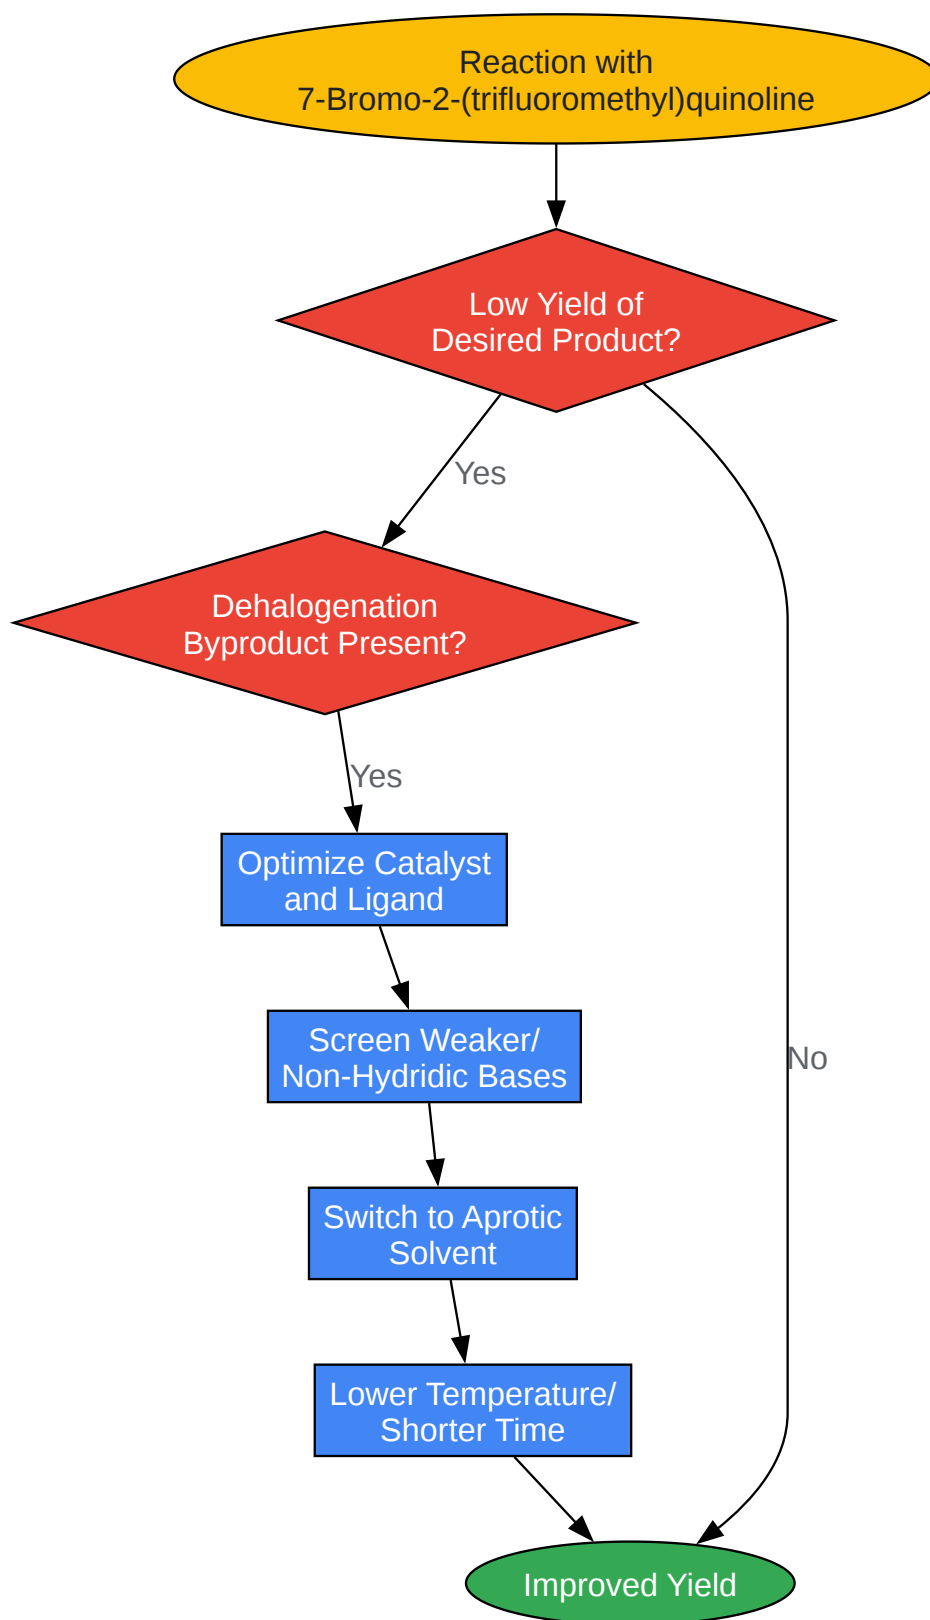 Reaction with
7-Bromo-2-(trifluoromethyl)quinoline
Low Yield of
Desired Product?
Yes
Dehalogenation
Byproduct Present?
Yes
Optimize Catalyst
and Ligand
Screen Weaker/
Non-Hydridic Bases
No
Switch to Aprotic
Solvent
Lower Temperature/
Shorter Time
Improved Yield